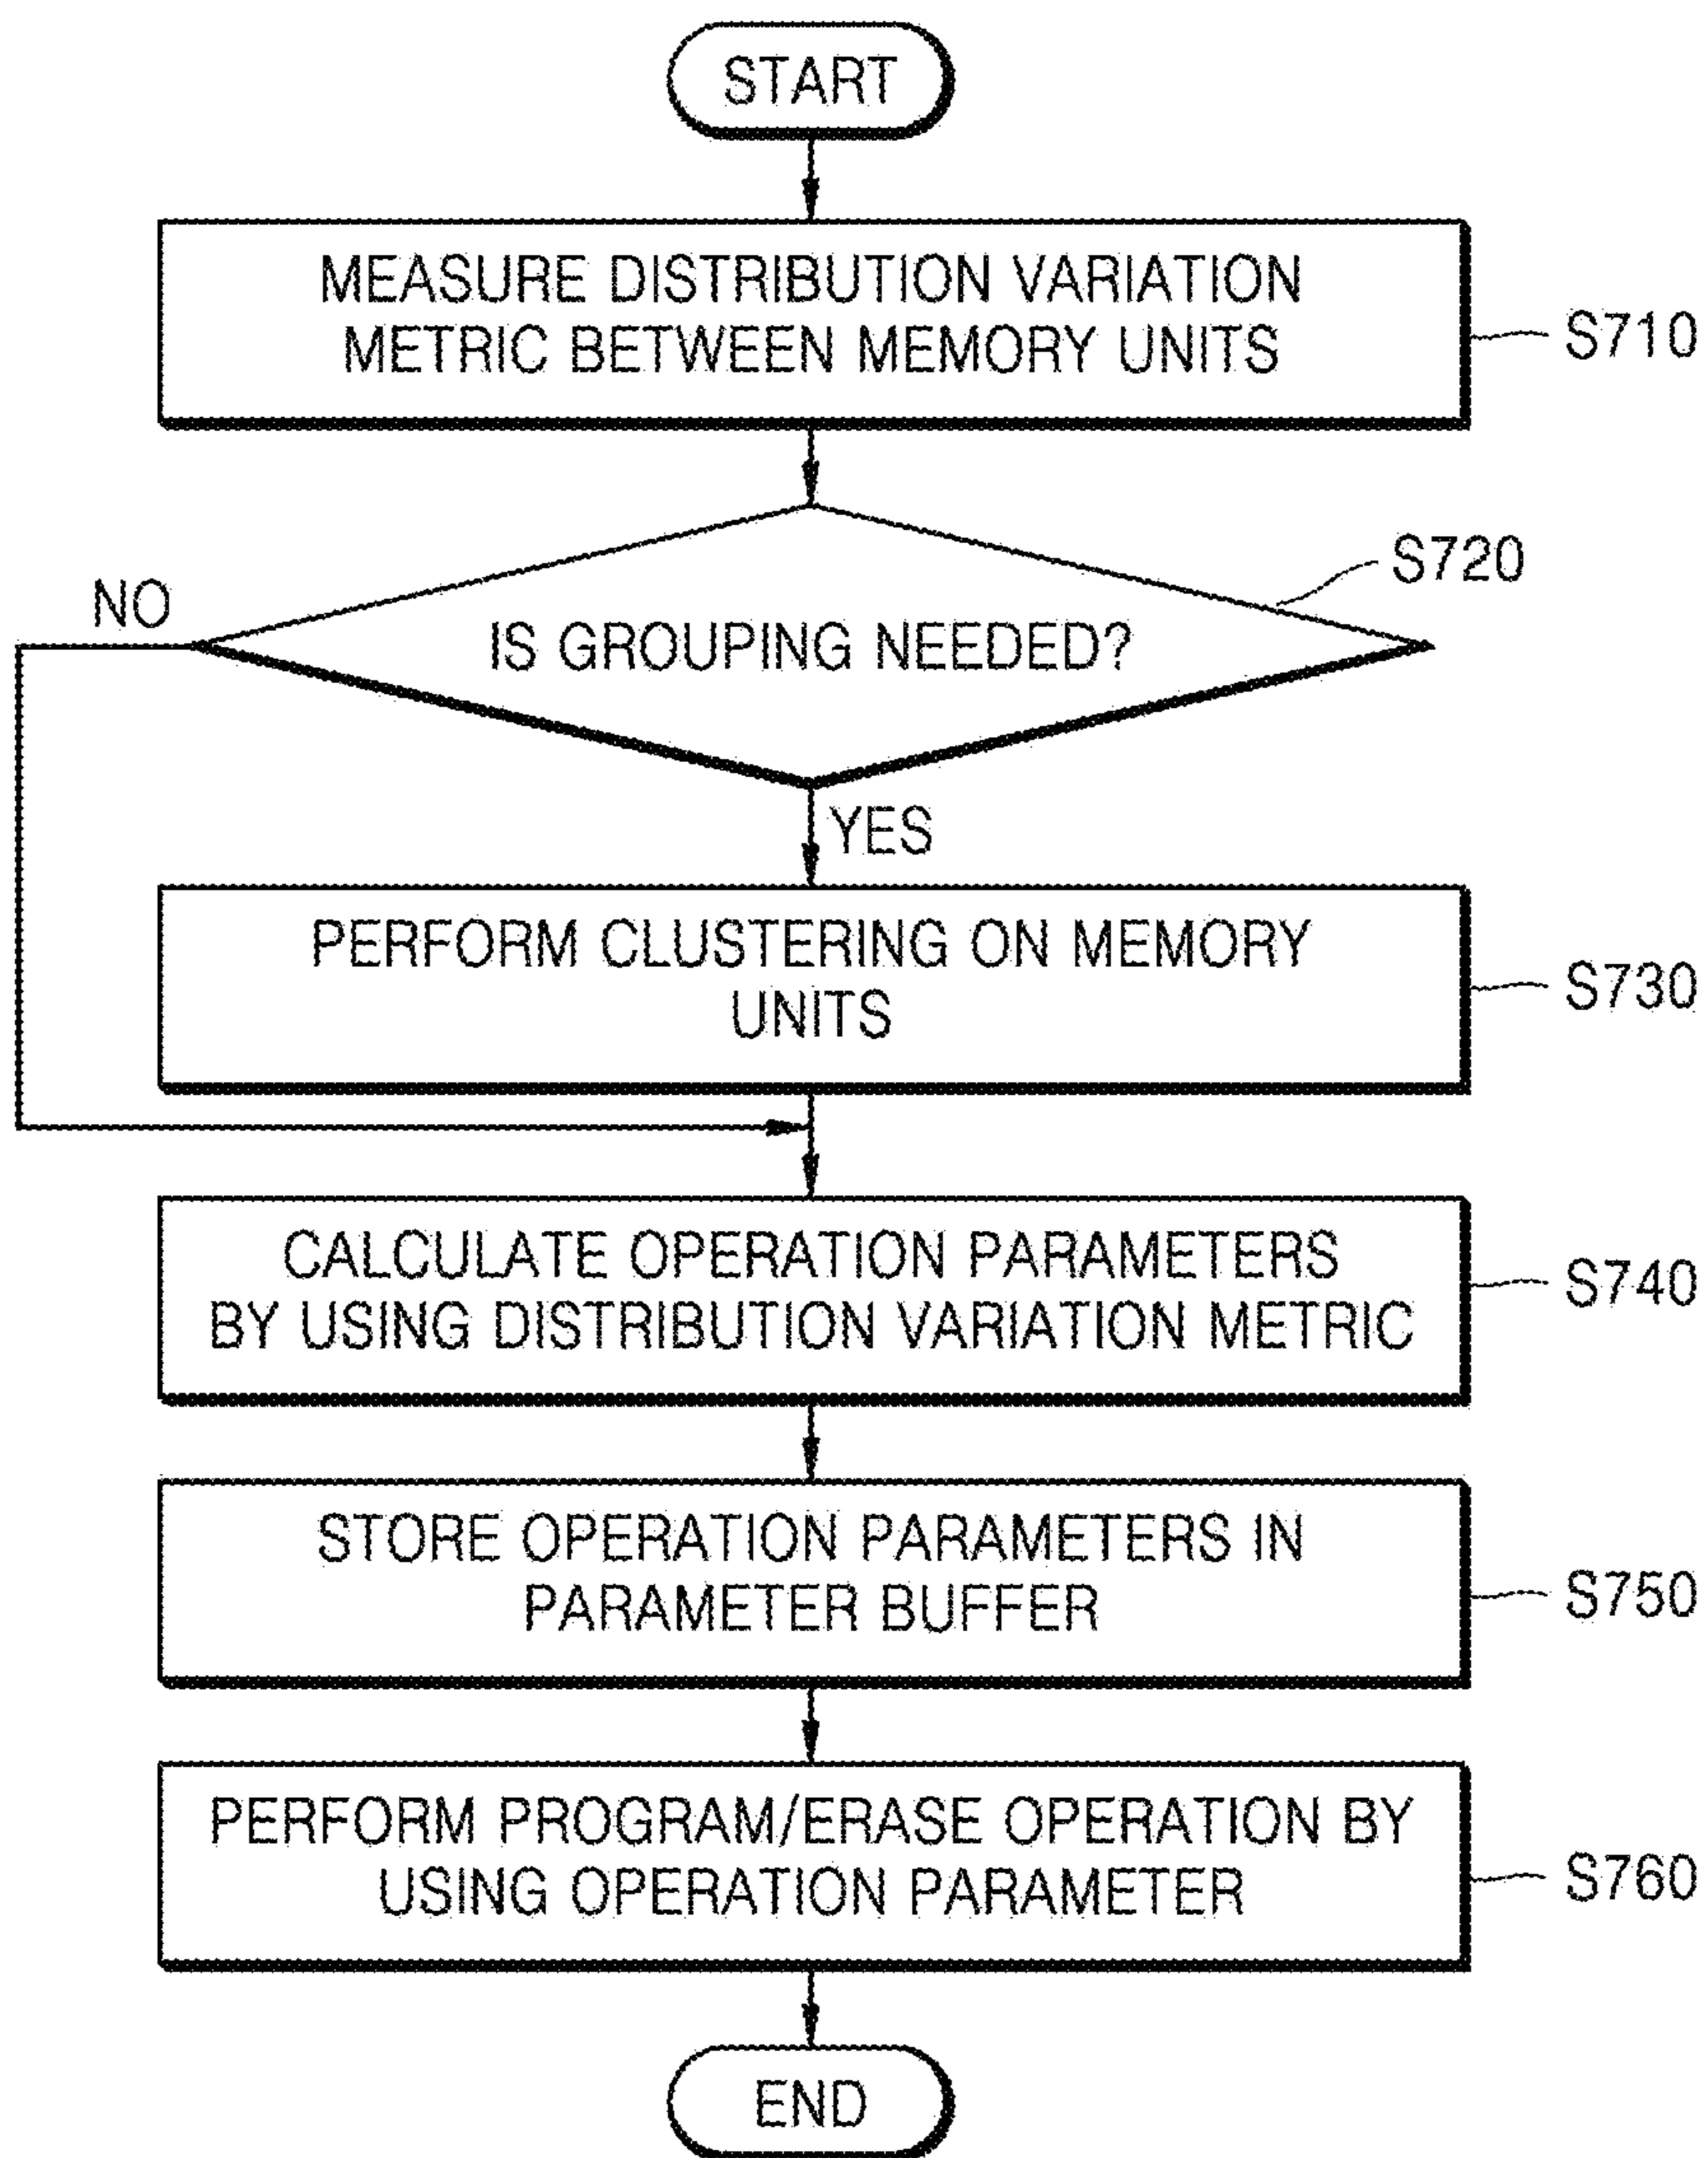 START
MEASURE DISTRIBUTION VARIATION
METRIC BETWEEN MEMORY UNITS
S710
S720
NO
IS GROUPING NEEDED?
YES
PERFORM CLUSTERING ON MEMORY
UNITS
S730
CALCULATE OPERATION PARAMETERS
BY USING DISTRIBUTION VARIATION METRIC
S740
STORE OPERATION PARAMETERS IN
PARAMETER BUFFER
S750
PERFORM PROGRAM/ERASE OPERATION BY
USING OPERATION PARAMETER
S760
END